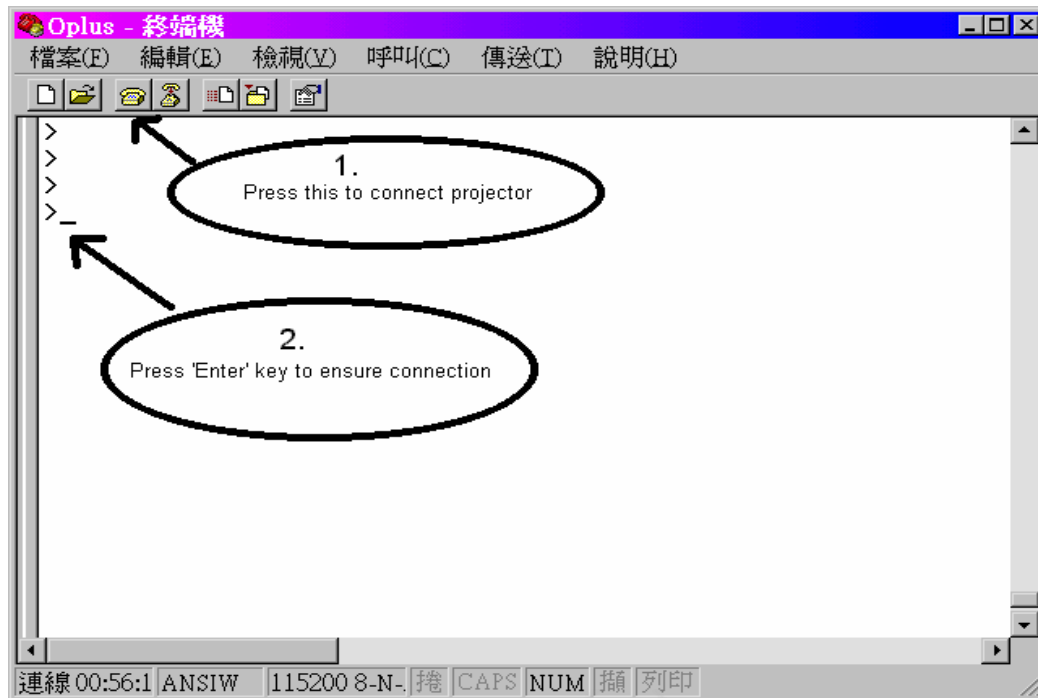 Oplus - 終端機
檔案(F) 編輯(E) 檢視(V) 呼叫(C) 傳送(T) 說明(H)
>
>
>
>_
1.
Press this to connect projector
2.
Press 'Enter' key to ensure connection
連線 00:56:1 ANSIW 115200 8-N-. 捲 CAPS NUM 擷 列印